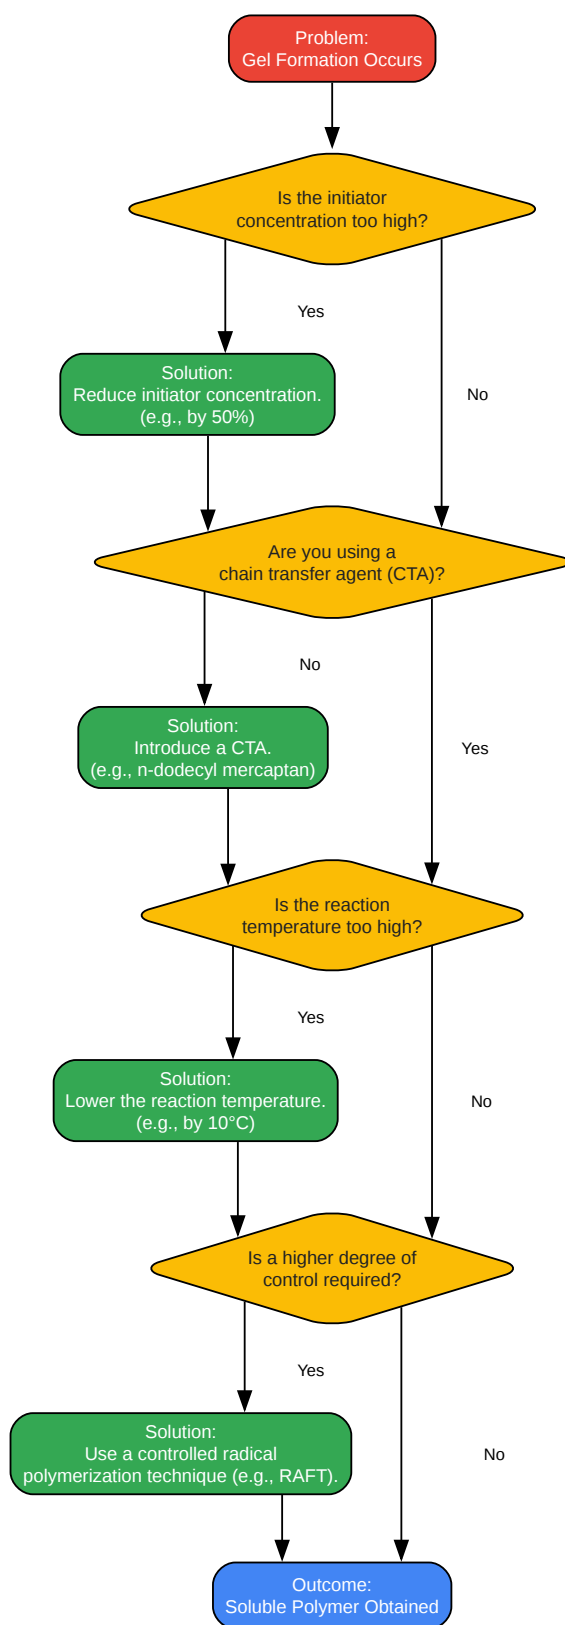 Problem:
Gel Formation Occurs
Is the initiator
concentration too high?
Yes
Solution:
Reduce initiator concentration.
(e.g., by 50%)
No
Are you using a
chain transfer agent (CTA)?
No
Solution:
Introduce a CTA.
(e.g., n-dodecyl mercaptan)
Yes
Is the reaction
temperature too high?
Yes
Solution:
Lower the reaction temperature.
(e.g., by 10°C)
No
Is a higher degree of
control required?
Yes
Solution:
Use a controlled radical
polymerization technique (e.g., RAFT).
No
Outcome:
Soluble Polymer Obtained